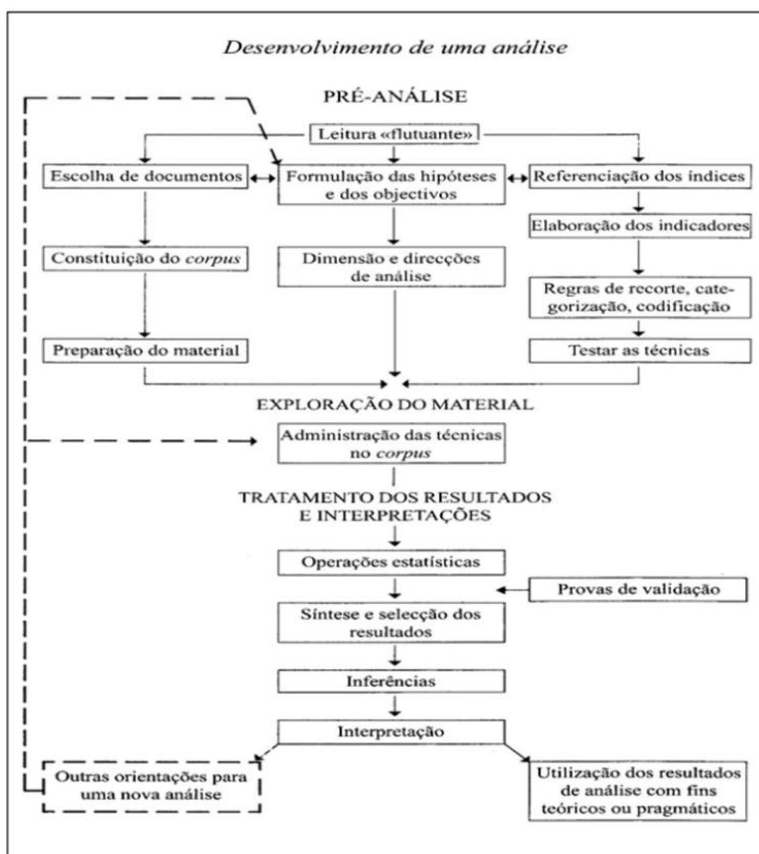 Desenvolvimento de uma análise
PRÉ-ANÁLISE
Leitura «flutuante»
Escolha de documentos
Formulação das hipóteses
e dos objectivos
Referenciação dos índices
Elaboração dos indicadores
Constituição do corpus
Dimensão e direcções
de análise
Regras de recorte, cate-
gorização, codificação
Preparação do material
Testar as técnicas
EXPLORAÇÃO DO MATERIAL
Administração das técnicas
no corpus
TRATAMENTO DOS RESULTADOS
E INTERPRETAÇÕES
Operações estatísticas
Provas de validação
Síntese e selecção dos
resultados
Inferências
Interpretação
Outras orientações para
uma nova análise
Utilização dos resultados
de análise com fins
teóricos ou pragmáticos